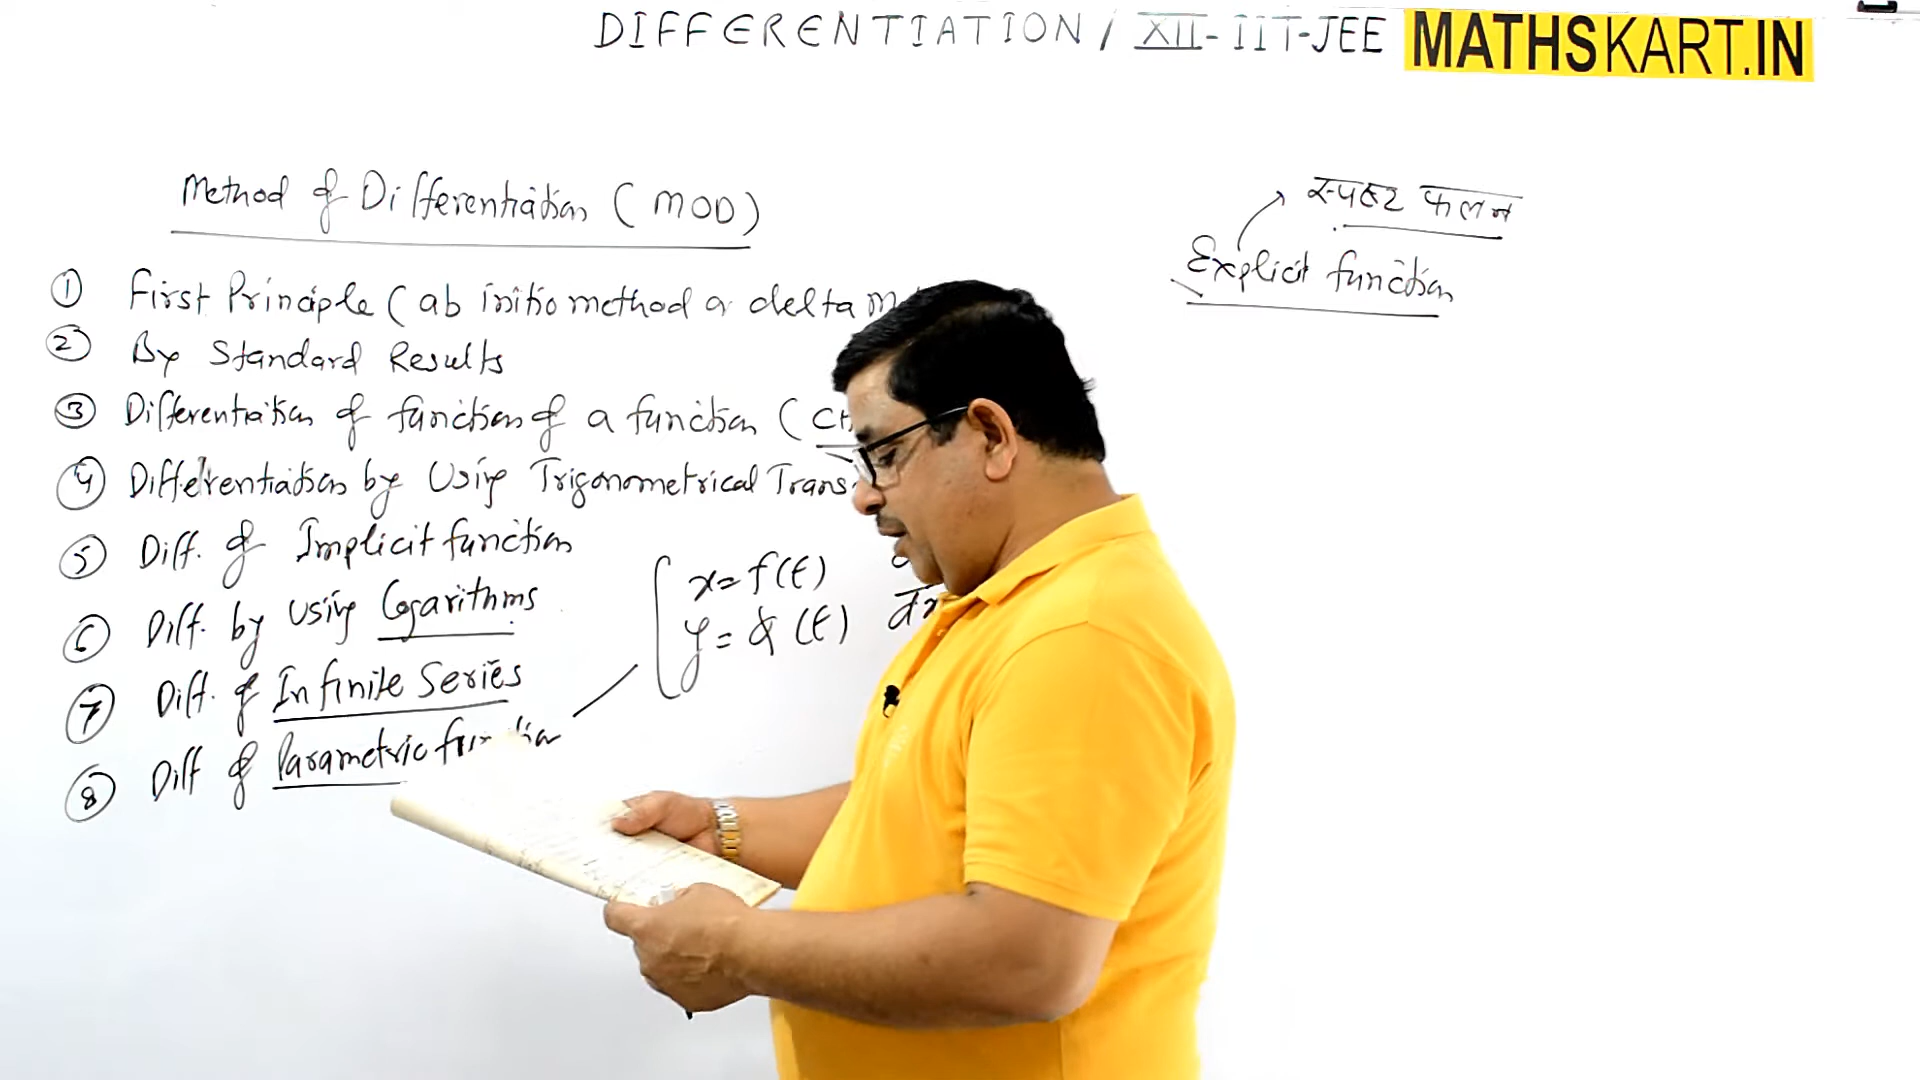 DIFFERENTIATION / XII-IIT-JEE MATHSKART.IN
Method of Differentiation (MOD)
① First Principle (ab initio method or delta m
② By Standard Results
③ Differentiation of function of a function (CH
④ Differentiation by Using Trigonometrical Trans
⑤ Diff. of Implicit function
⑥ Diff. by using Logarithms
⑦ Diff. of Infinite Series
⑧ Diff of Parametric function
x = f(t)
y = & (t)
स्पष्ट फलन
Explicit function